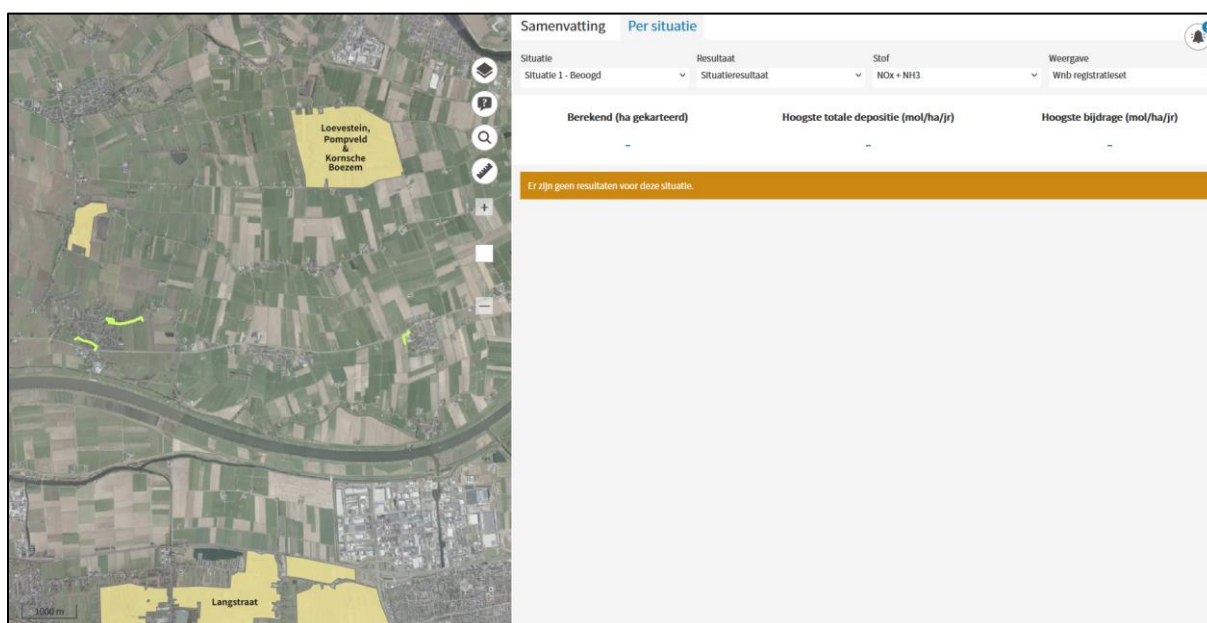 Loevestein,
Pompveld
&
Kornsche
Boezem
Langstraat
1000 m
Samenvatting Per situatie
Situatie Resultaat Stof Weergave
Situatie 1 - Beoogd Situatieresultaat NOx + NH3 Wnb registratieset
Berekend (ha gekarteerd) Hoogste totale depositie (mol/ha/jr) Hoogste bijdrage (mol/ha/jr)
- - -
Er zijn geen resultaten voor deze situatie.